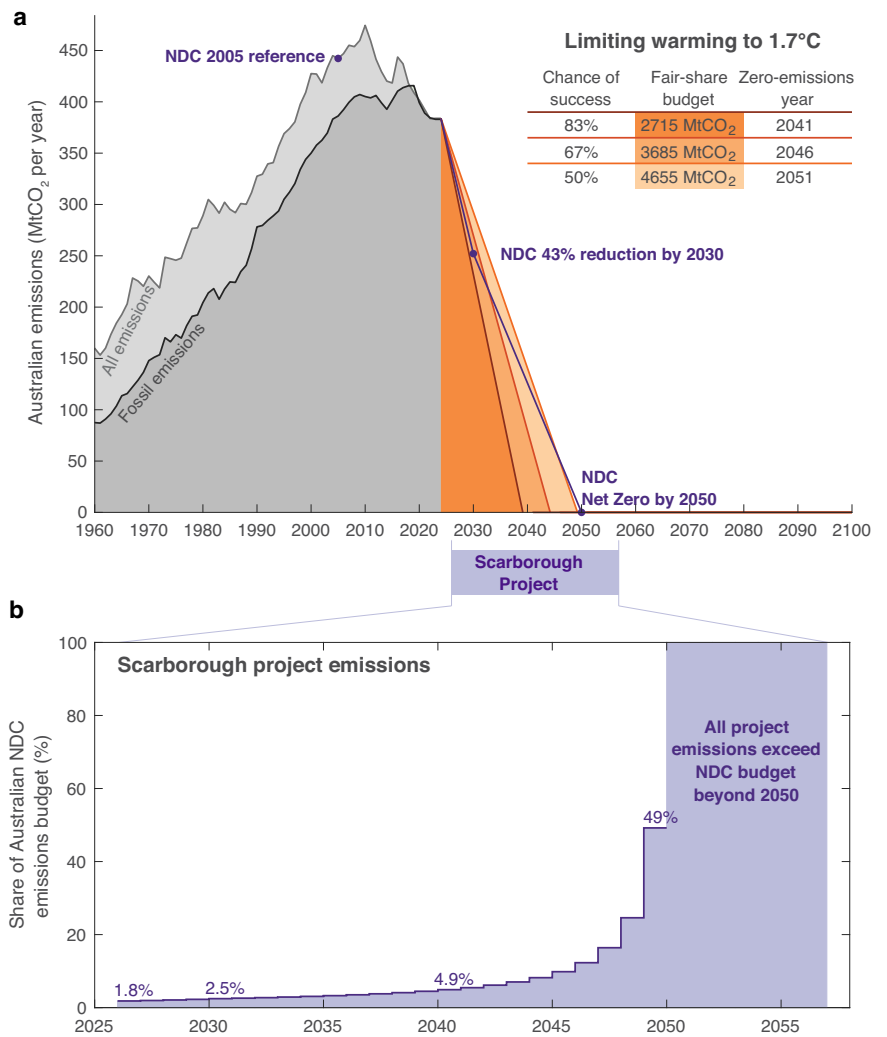 a
Limiting warming to 1.7°C
Chance of success
Fair-share budget
Zero-emissions year
83% 2715 MtCO2 2041
67% 3685 MtCO2 2046
50% 4655 MtCO2 2051
NDC 2005 reference
NDC 43% reduction by 2030
NDC
Net Zero by 2050
All emissions
Fossil emissions
Australian emissions (MtCO2 per year)
450
400
350
300
250
200
150
100
50
0
1960 1970 1980 1990 2000 2010 2020 2030 2040 2050 2060 2070 2080 2090 2100
Scarborough
Project
b
Scarborough project emissions
Share of Australian NDC
emissions budget (%)
100
80
60
40
20
0
All project
emissions exceed
NDC budget
beyond 2050
49%
4.9%
2.5%
1.8%
2025 2030 2035 2040 2045 2050 2055